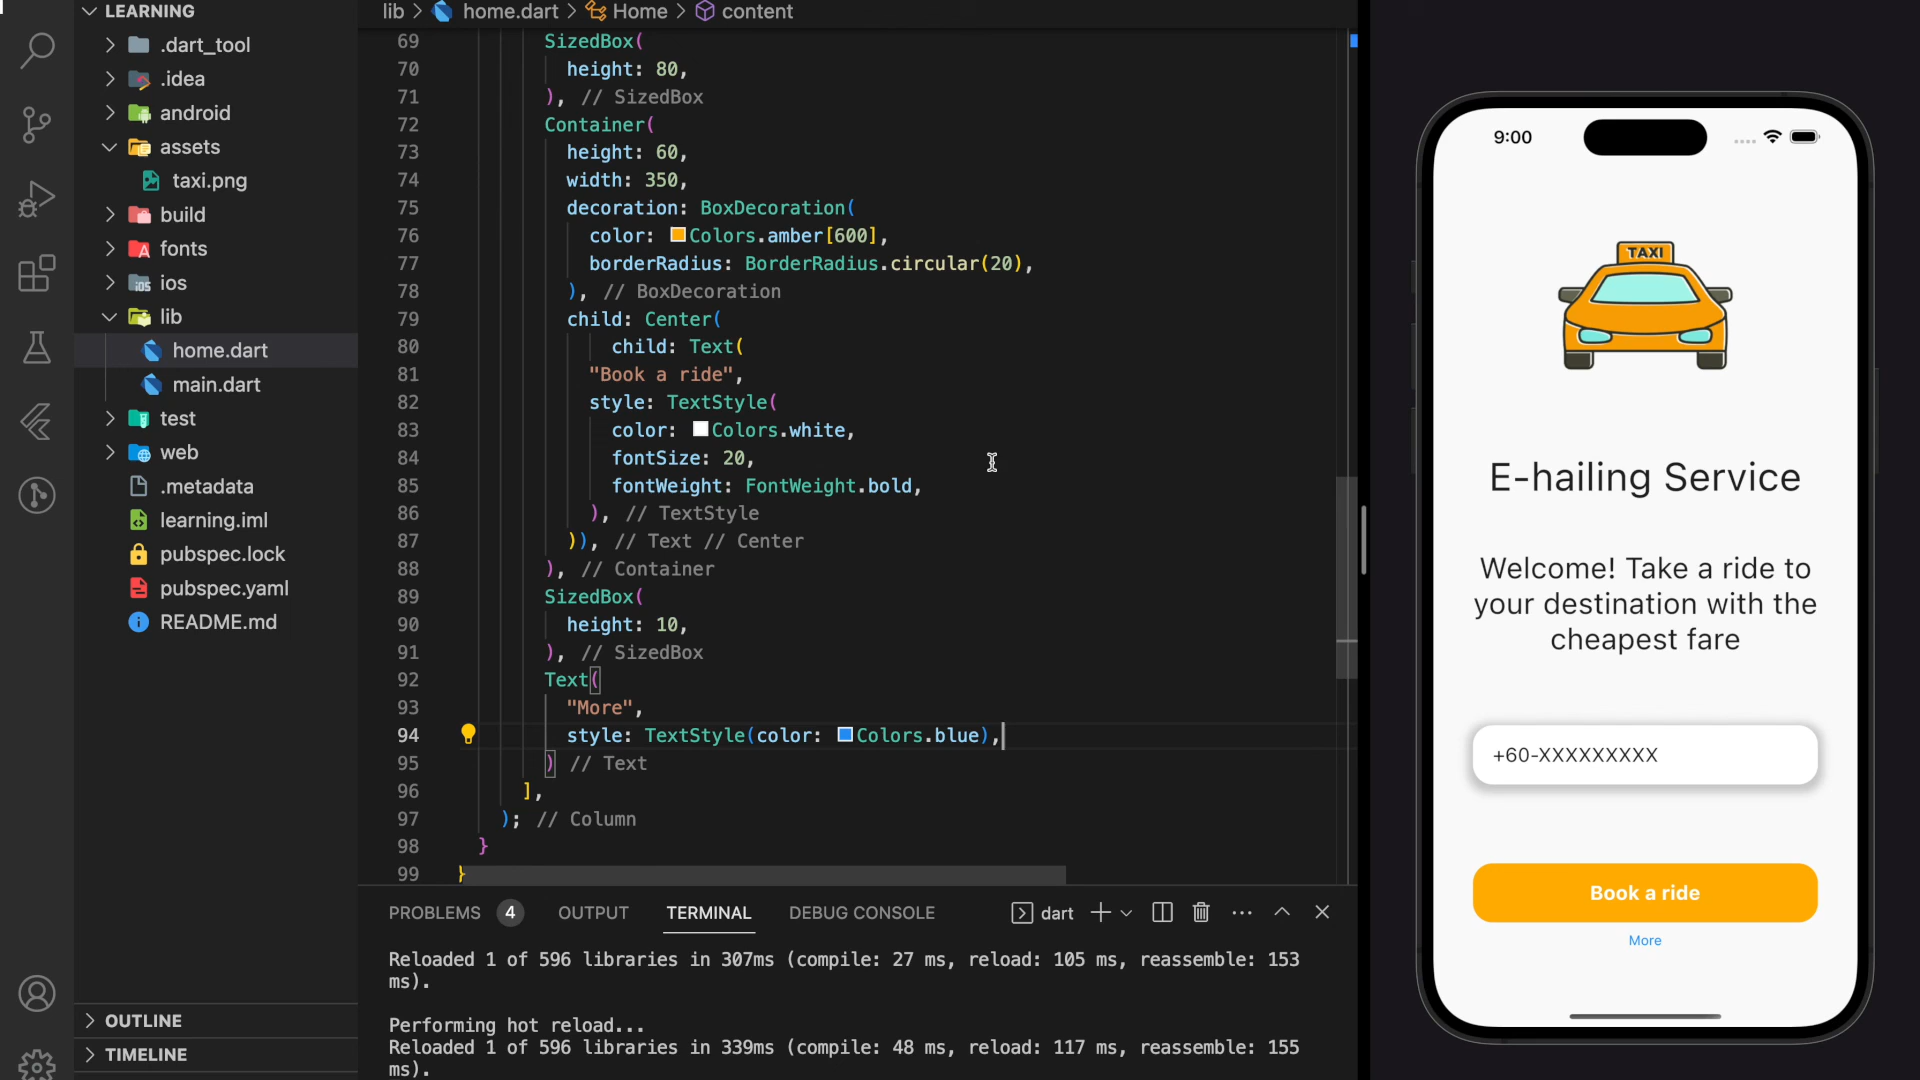 LEARNING
.dart_tool
.idea
android
assets
taxi.png
build
fonts
ios
lib
home.dart
main.dart
test
web
.metadata
learning.iml
pubspec.lock
pubspec.yaml
README.md
OUTLINE
TIMELINE
lib > home.dart > Home > content
69 SizedBox(
70 height: 80,
71 ), // SizedBox
72 Container(
73 height: 60,
74 width: 350,
75 decoration: BoxDecoration(
76 color: Colors.amber[600],
77 borderRadius: BorderRadius.circular(20),
78 ), // BoxDecoration
79 child: Center(
80 child: Text(
81 "Book a ride",
82 style: TextStyle(
83 color: Colors.white,
84 fontSize: 20,
85 fontWeight: FontWeight.bold,
86 ), // TextStyle
87 )), // Text // Center
88 ), // Container
89 SizedBox(
90 height: 10,
91 ), // SizedBox
92 Text(
93 "More",
94 style: TextStyle(color: Colors.blue),
95 ) // Text
96 ],
97 ); // Column
98 }
99 }
PROBLEMS 4 OUTPUT TERMINAL DEBUG CONSOLE dart
Reloaded 1 of 596 libraries in 307ms (compile: 27 ms, reload: 105 ms, reassemble: 153
ms).
Performing hot reload...
Reloaded 1 of 596 libraries in 339ms (compile: 48 ms, reload: 117 ms, reassemble: 155
ms).
9:00
TAXI
E-hailing Service
Welcome! Take a ride to
your destination with the
cheapest fare
+60-XXXXXXXXX
Book a ride
More